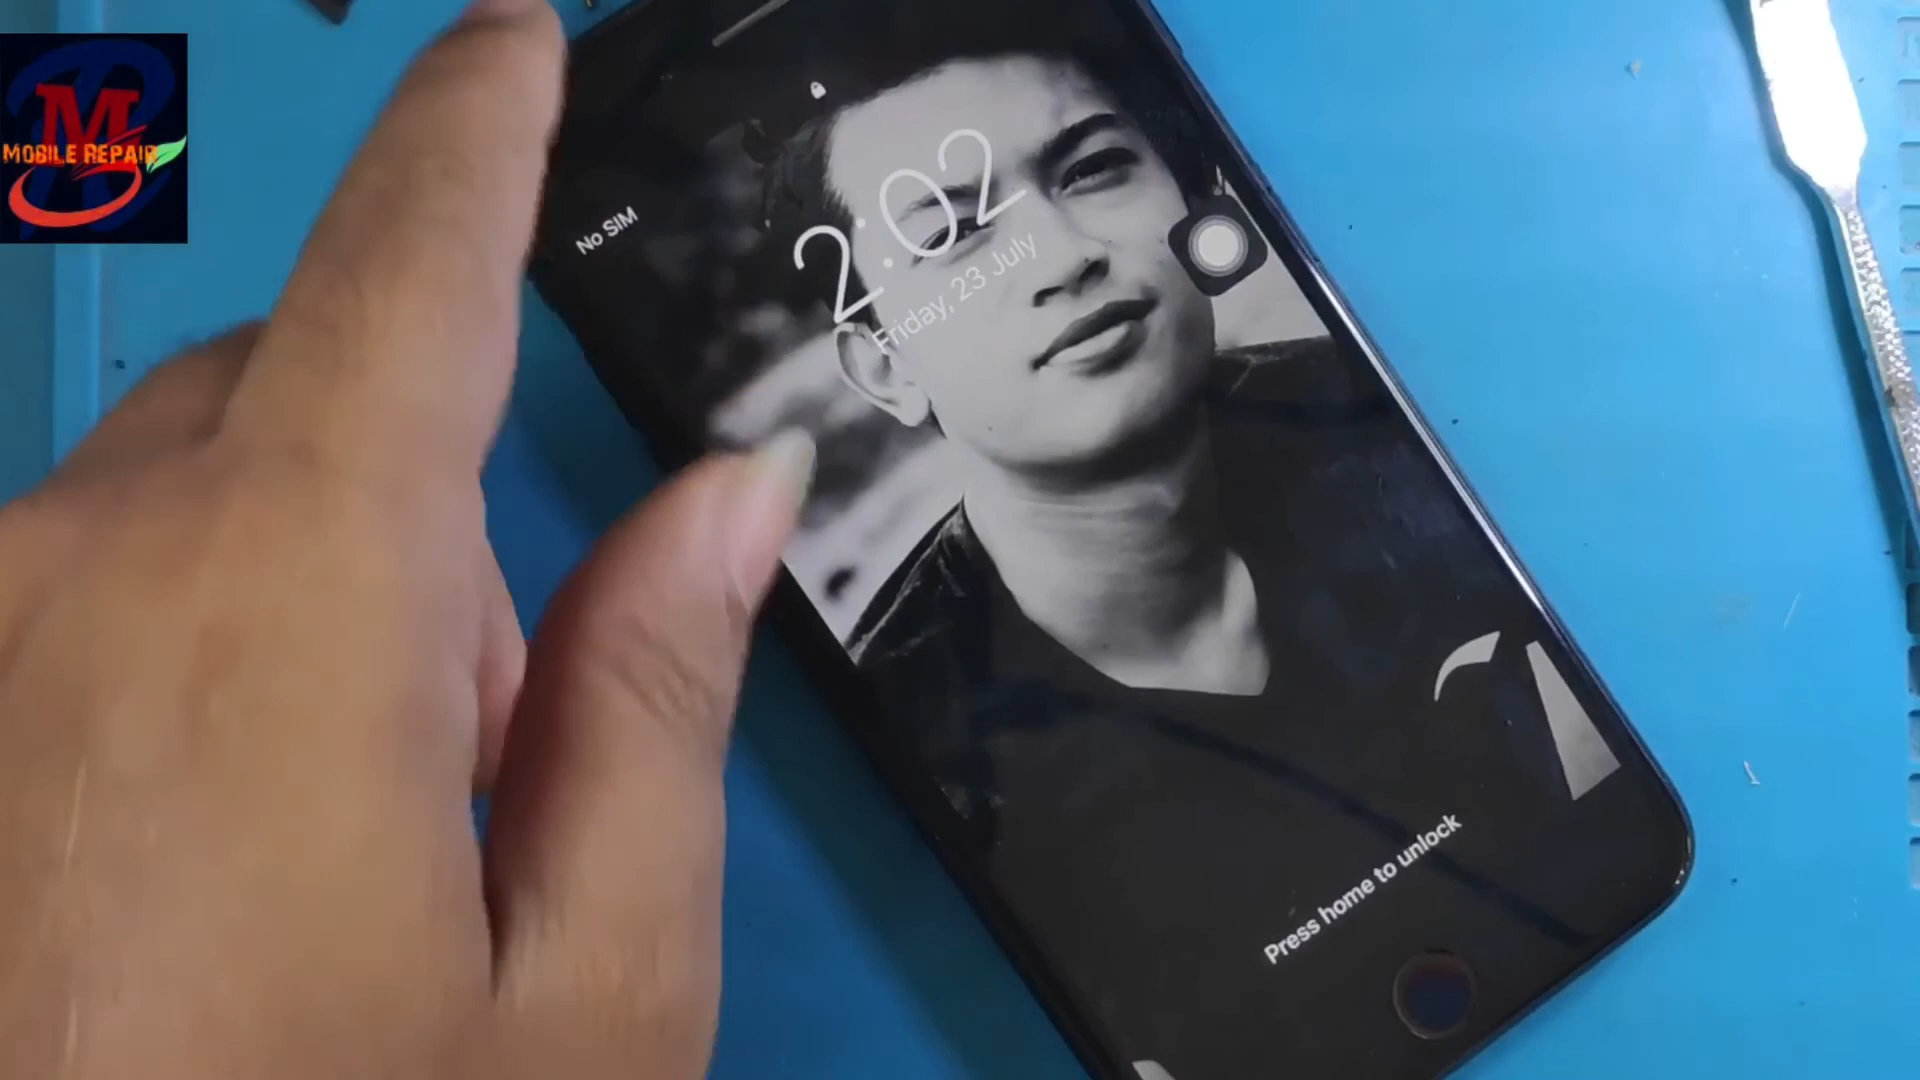 M
MOBILE REPAIR
No SIM
2:02
Friday, 23 July
Press home to unlock